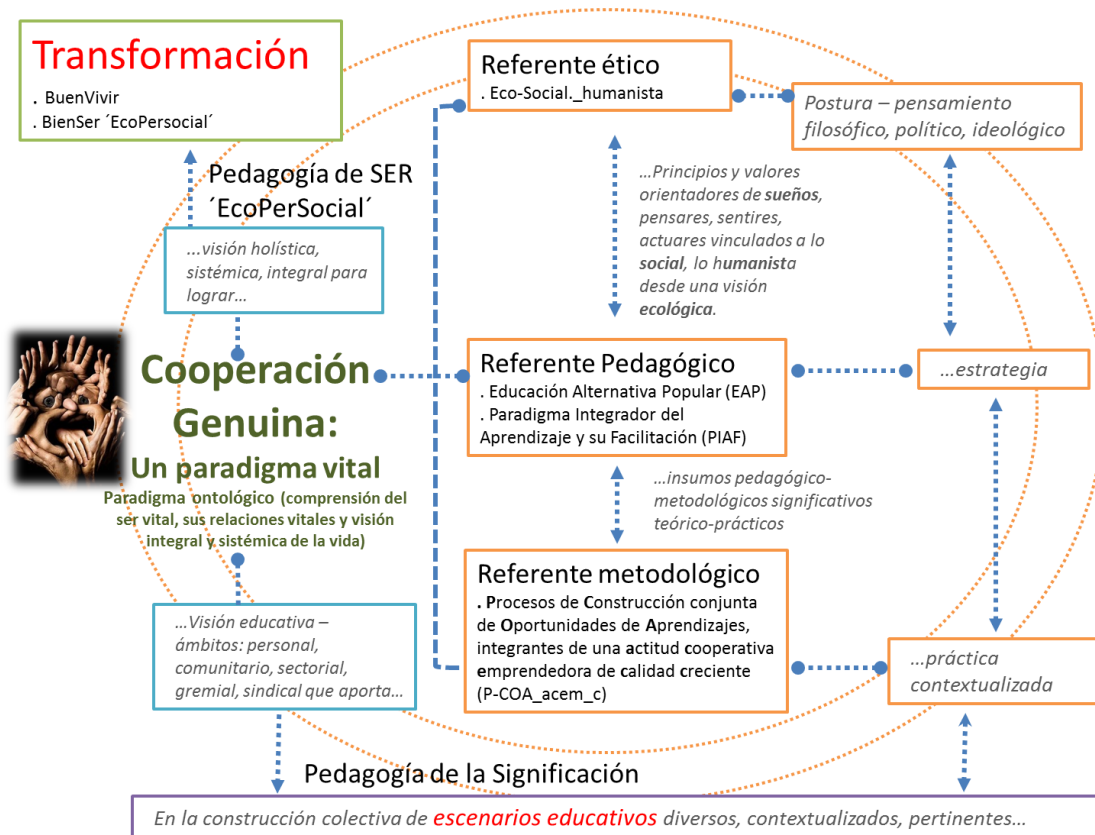 Transformación
. BuenVivir
. BienSer ´EcoPersocial´
Pedagogía de SER
´EcoPerSocial´
...visión holística,
sistémica, integral para
lograr...
Cooperación
Genuina:
Un paradigma vital
Paradigma ontológico (comprensión del
ser vital, sus relaciones vitales y visión
integral y sistémica de la vida)
...Visión educativa –
ámbitos: personal,
comunitario, sectorial,
gremial, sindical que aporta...
Referente ético
. Eco-Social._humanista
...Principios y valores
orientadores de sueños,
pensares, sentires,
actuares vinculados a lo
social, lo humanista
desde una visión
ecológica.
Referente Pedagógico
. Educación Alternativa Popular (EAP)
. Paradigma Integrador del
Aprendizaje y su Facilitación (PIAF)
...insumos pedagógico-
metodológicos significativos
teórico-prácticos
Referente metodológico
. Procesos de Construcción conjunta
de Oportunidades de Aprendizajes,
integrantes de una actitud cooperativa
emprendedora de calidad creciente
(P-COA_acem_c)
Postura – pensamiento
filosófico, político, ideológico
...estrategia
...práctica
contextualizada
Pedagogía de la Significación
En la construcción colectiva de escenarios educativos diversos, contextualizados, pertinentes...